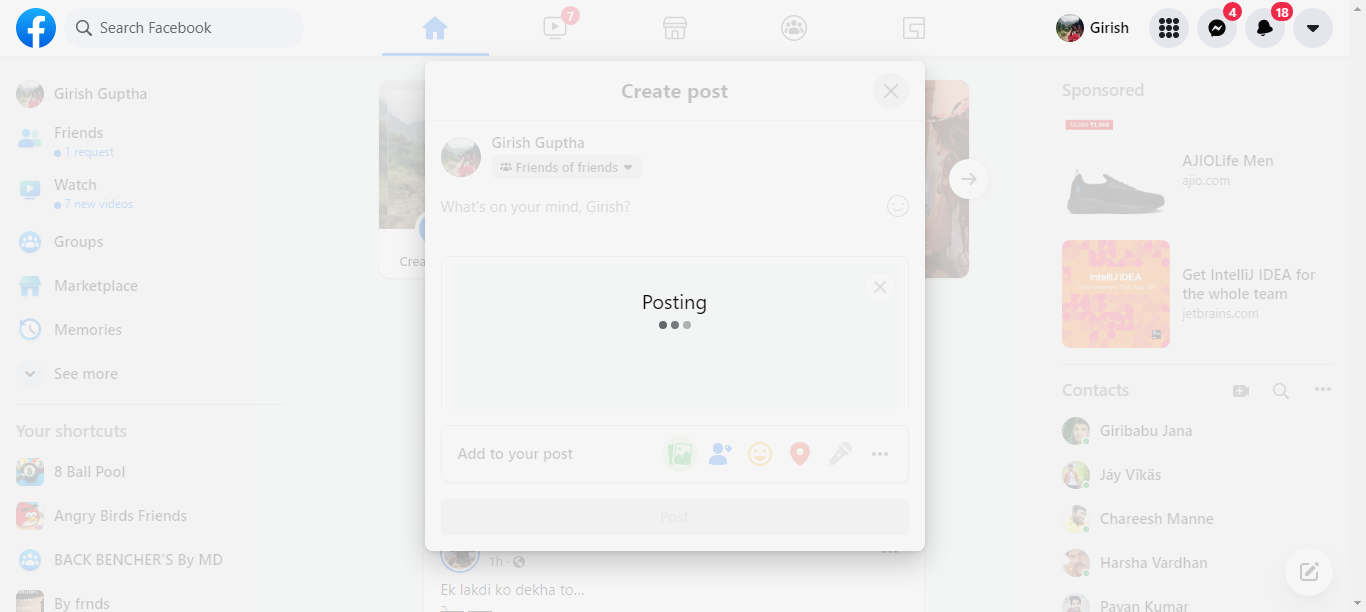 Search Facebook
7
Girish
4
18
Girish Guptha
Friends
1 request
Watch
7 new videos
Groups
Marketplace
Memories
See more
Your shortcuts
8 Ball Pool
Angry Birds Friends
BACK BENCHER'S By MD
By frnds
Crea
Create post
Girish Guptha
Friends of friends
What's on your mind, Girish?
Posting
Add to your post
Post
1h ·
Ek lakdi ko dekha to...
Sponsored
AJIOLife Men
ajio.com
IntelliJ IDEA
Get IntelliJ IDEA for
the whole team
jetbrains.com
Contacts
Giribabu Jana
Jáy Víkäs
Chareesh Manne
Harsha Vardhan
Pavan Kumar